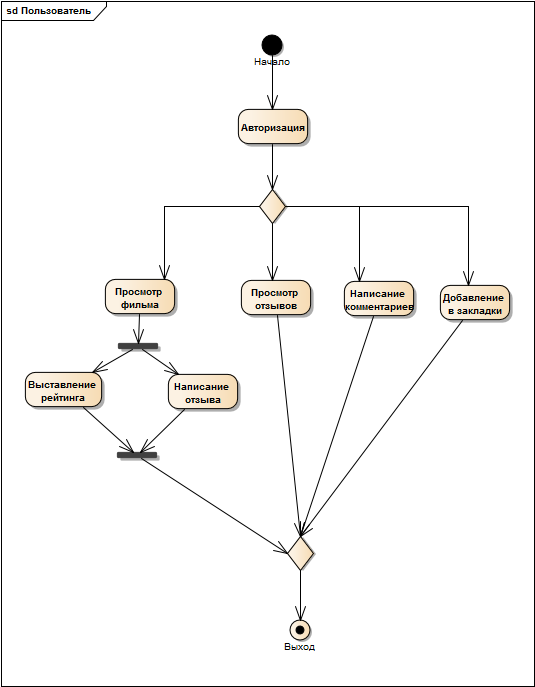 sd Пользователь
Начало
Авторизация
Просмотр
фильма
Просмотр
отзывов
Написание
комментариев
Добавление
в закладки
Выставление
рейтинга
Написание
отзыва
Выход